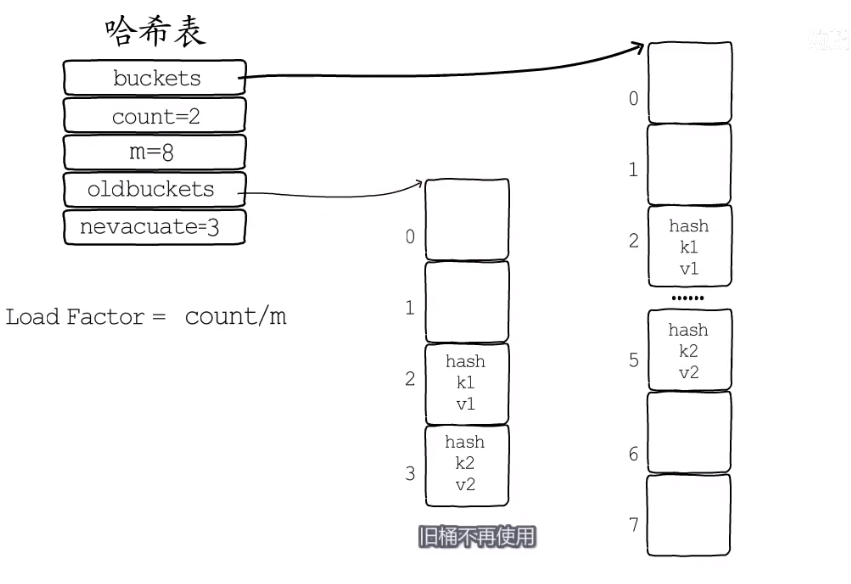 哈希表
buckets
count=2
m=8
oldbuckets
nevacuate=3
Load Factor = count/m
0
1
2
hash
k1
v1
3
hash
k2
v2
旧桶不再使用
0
1
2
hash
k1
v1
······
5
hash
k2
v2
6
7